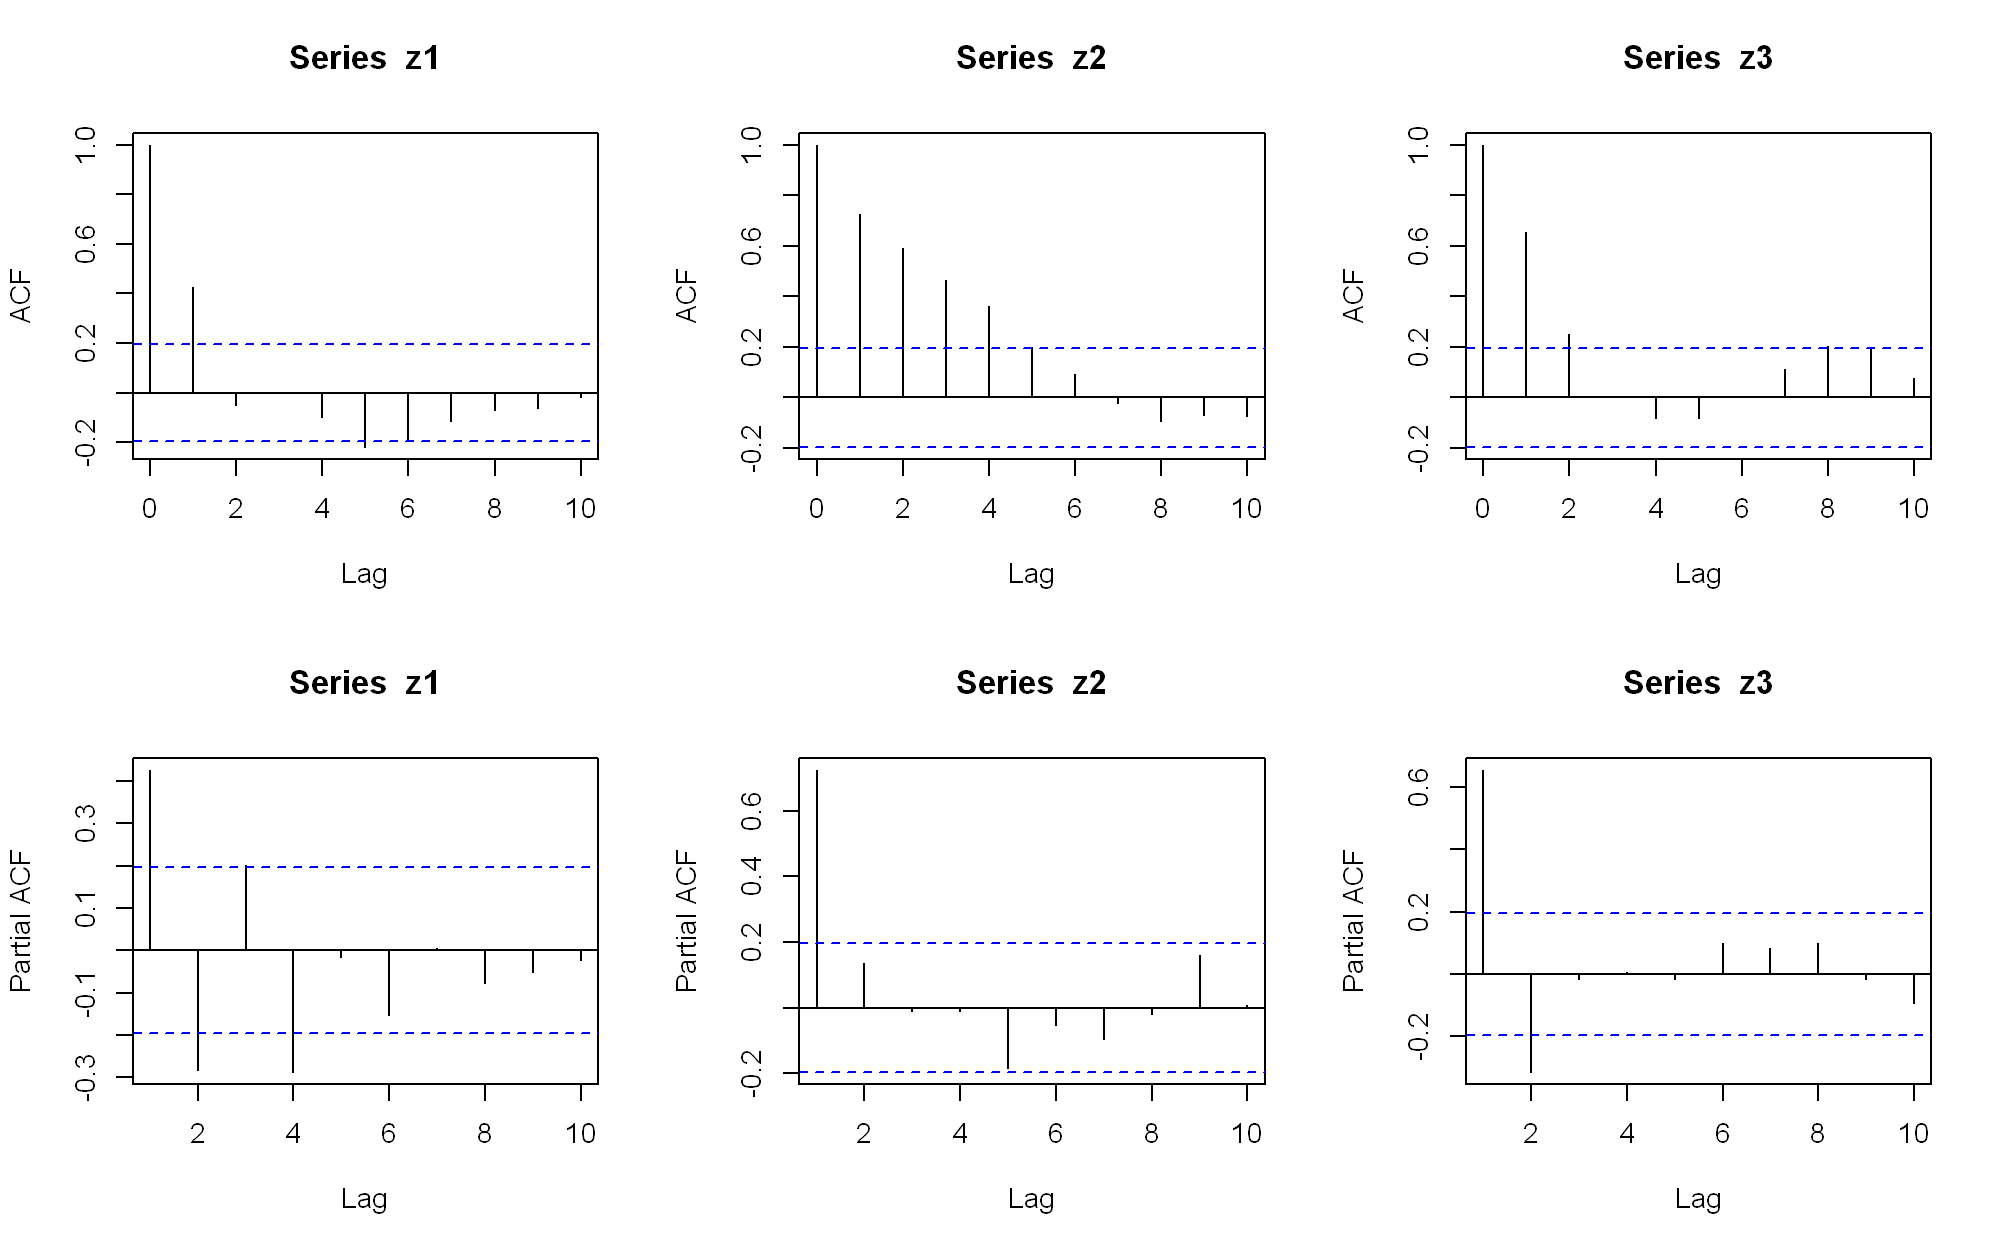 Series z1
ACF
-0.2 0.2 0.6 1.0
0 2 4 6 8 10
Lag
Series z2
ACF
-0.2 0.2 0.6 1.0
0 2 4 6 8 10
Lag
Series z3
ACF
-0.2 0.2 0.6 1.0
0 2 4 6 8 10
Lag
Series z1
Partial ACF
-0.3 -0.1 0.1 0.3
2 4 6 8 10
Lag
Series z2
Partial ACF
-0.2 0.2 0.4 0.6
2 4 6 8 10
Lag
Series z3
Partial ACF
-0.2 0.2 0.6
2 4 6 8 10
Lag